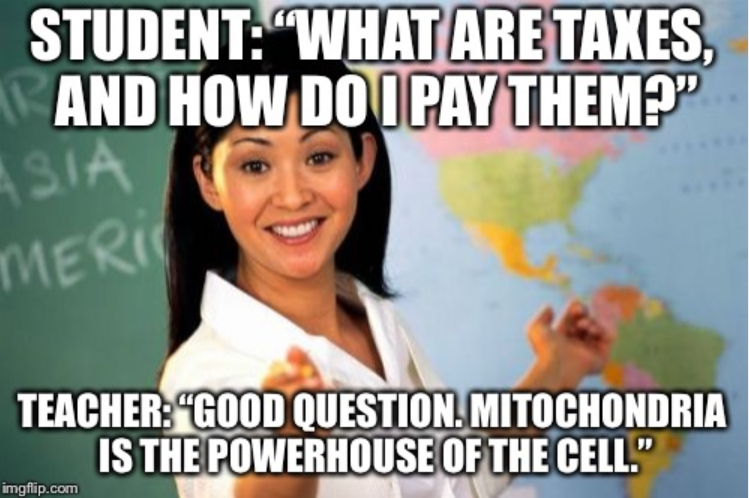 STUDENT: “WHAT ARE TAXES,
AND HOW DO I PAY THEM?”
ASIA
MERIC
TEACHER: “GOOD QUESTION. MITOCHONDRIA
IS THE POWERHOUSE OF THE CELL.”
imgflip.com